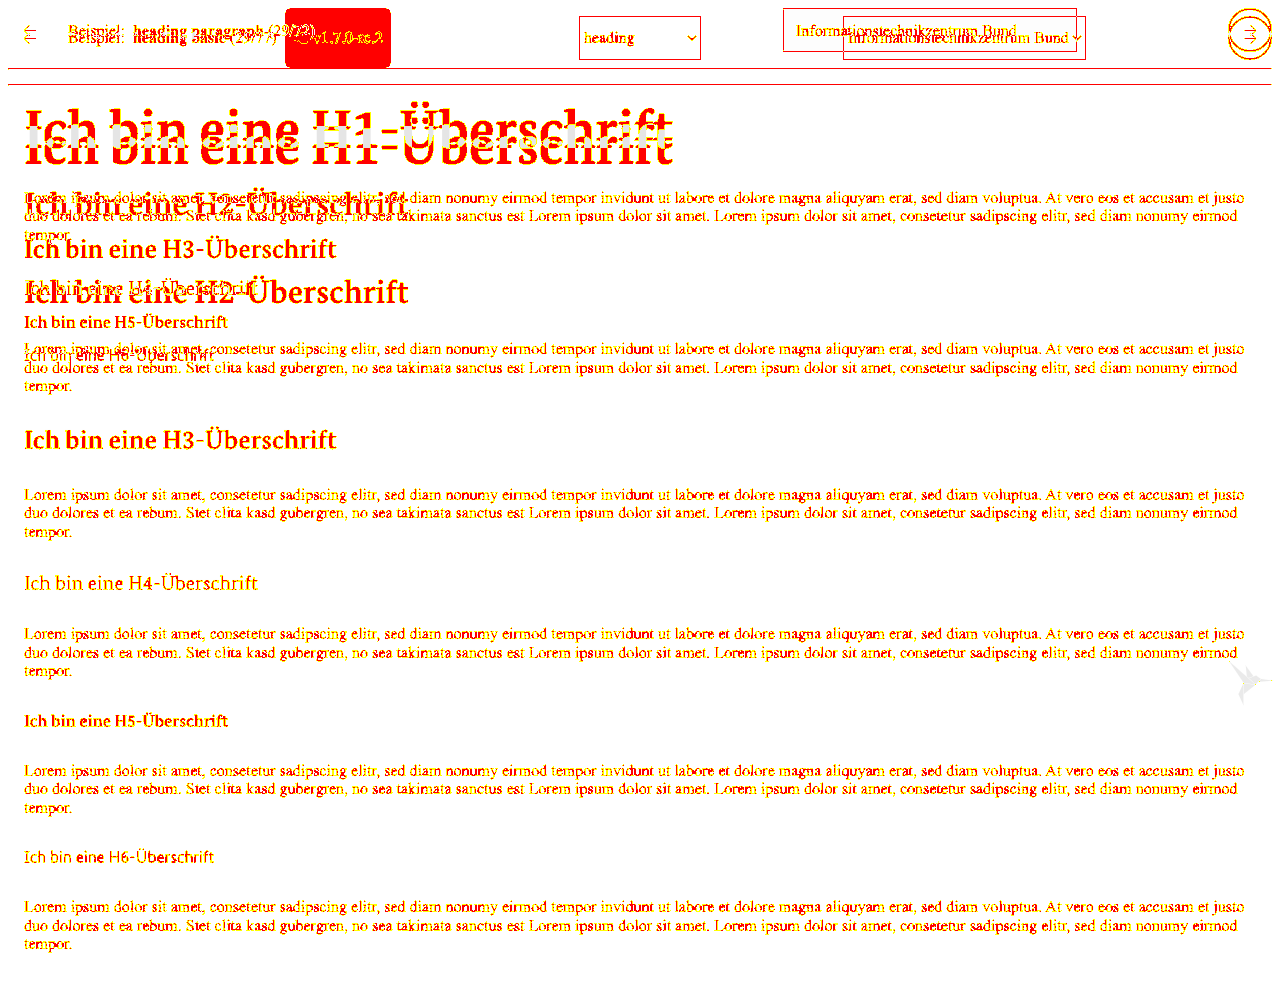 Beispiel: heading paragraph (29/72)
Beispiel: heading basic (29/77) v1.7.0-rc.2 heading Informationstechnikzentrum Bund
Informationstechnikzentrum Bund
Ich bin eine H1-Überschrift
Ich bin eine H1-Überschrift
Lorem ipsum dolor sit amet, consetetur sadipscing elitr, sed diam nonumy eirmod tempor invidunt ut labore et dolore magna aliquyam erat, sed diam voluptua. At vero eos et accusam et justo
Ich bin eine H2-Überschrift
duo dolores et ea rebum. Stet clita kasd gubergren, no sea takimata sanctus est Lorem ipsum dolor sit amet. Lorem ipsum dolor sit amet, consetetur sadipscing elitr, sed diam nonumy eirmod
tempor.
Ich bin eine H3-Überschrift
Ich bin eine H4-Überschrift
Ich bin eine H2-Überschrift
Ich bin eine H5-Überschrift
Lorem ipsum dolor sit amet, consetetur sadipscing elitr, sed diam nonumy eirmod tempor invidunt ut labore et dolore magna aliquyam erat, sed diam voluptua. At vero eos et accusam et justo
Ich bin eine H6-Überschrift
duo dolores et ea rebum. Stet clita kasd gubergren, no sea takimata sanctus est Lorem ipsum dolor sit amet. Lorem ipsum dolor sit amet, consetetur sadipscing elitr, sed diam nonumy eirmod
tempor.
Ich bin eine H3-Überschrift
Lorem ipsum dolor sit amet, consetetur sadipscing elitr, sed diam nonumy eirmod tempor invidunt ut labore et dolore magna aliquyam erat, sed diam voluptua. At vero eos et accusam et justo
duo dolores et ea rebum. Stet clita kasd gubergren, no sea takimata sanctus est Lorem ipsum dolor sit amet. Lorem ipsum dolor sit amet, consetetur sadipscing elitr, sed diam nonumy eirmod
tempor.
Ich bin eine H4-Überschrift
Lorem ipsum dolor sit amet, consetetur sadipscing elitr, sed diam nonumy eirmod tempor invidunt ut labore et dolore magna aliquyam erat, sed diam voluptua. At vero eos et accusam et justo
duo dolores et ea rebum. Stet clita kasd gubergren, no sea takimata sanctus est Lorem ipsum dolor sit amet. Lorem ipsum dolor sit amet, consetetur sadipscing elitr, sed diam nonumy eirmod
tempor.
Ich bin eine H5-Überschrift
Lorem ipsum dolor sit amet, consetetur sadipscing elitr, sed diam nonumy eirmod tempor invidunt ut labore et dolore magna aliquyam erat, sed diam voluptua. At vero eos et accusam et justo
duo dolores et ea rebum. Stet clita kasd gubergren, no sea takimata sanctus est Lorem ipsum dolor sit amet. Lorem ipsum dolor sit amet, consetetur sadipscing elitr, sed diam nonumy eirmod
tempor.
Ich bin eine H6-Überschrift
Lorem ipsum dolor sit amet, consetetur sadipscing elitr, sed diam nonumy eirmod tempor invidunt ut labore et dolore magna aliquyam erat, sed diam voluptua. At vero eos et accusam et justo
duo dolores et ea rebum. Stet clita kasd gubergren, no sea takimata sanctus est Lorem ipsum dolor sit amet. Lorem ipsum dolor sit amet, consetetur sadipscing elitr, sed diam nonumy eirmod
tempor.